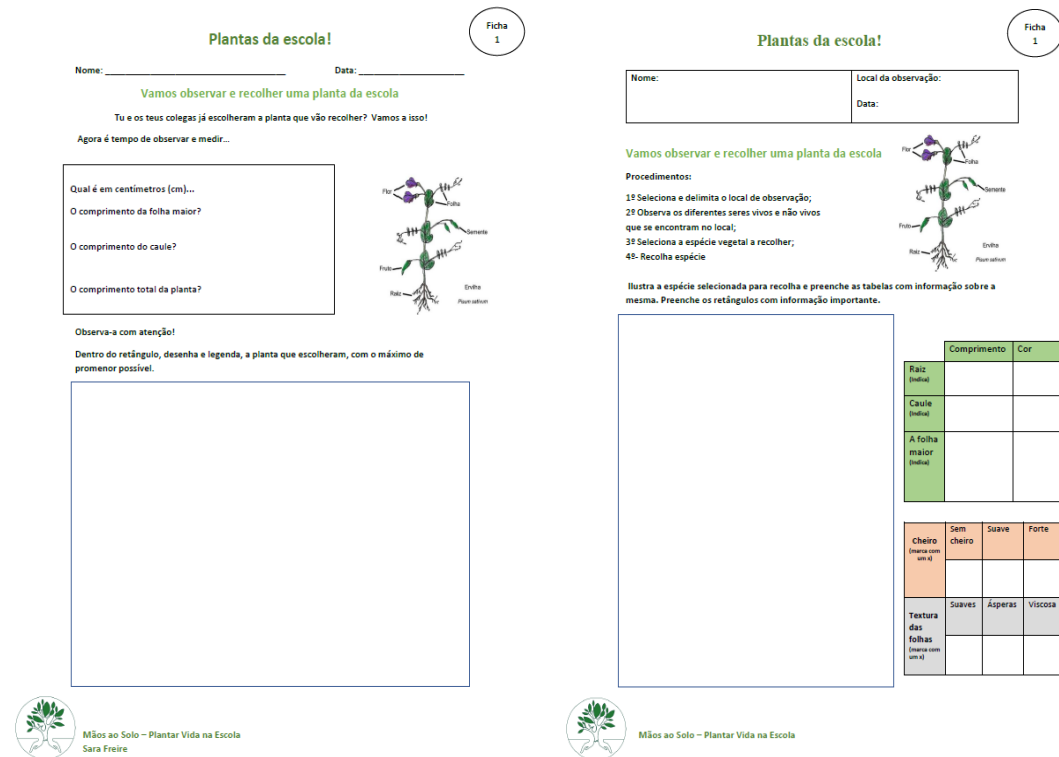 Ficha
1
Plantas da escola!
Nome: ___________________________________ Data: ____________________
Vamos observar e recolher uma planta da escola
Tu e os teus colegas já escolheram a planta que vão recolher? Vamos a isso!
Agora é tempo de observar e medir...
Qual é em centímetros (cm)...
O comprimento da folha maior?
O comprimento do caule?
O comprimento total da planta?
Flor
Folha
Semente
Fruto
Raiz
Ervilha
Pisum sativum
Observa-a com atenção!
Dentro do retângulo, desenha e legenda, a planta que escolheram, com o máximo de
promenor possível.
Mãos ao Solo – Plantar Vida na Escola
Sara Freire
Ficha
1
Plantas da escola!
Nome:
Local da observação:
Data:
Vamos observar e recolher uma planta da escola
Procedimentos:
1º Seleciona e delimita o local de observação;
2º Observa os diferentes seres vivos e não vivos
que se encontram no local;
3º Seleciona a espécie vegetal a recolher;
4º- Recolha espécie
Flor
Folha
Semente
Fruto
Raiz
Ervilha
Pisum sativum
Ilustra a espécie selecionada para recolha e preenche as tabelas com informação sobre a
mesma. Preenche os retângulos com informação importante.
Comprimento Cor
Raiz
(Indica)
Caule
(Indica)
A folha
maior
(Indica)
Cheiro
(marca com
um x)
Sem
cheiro
Suave
Forte
Textura
das
folhas
(marca com
um x)
Suaves
Ásperas
Viscosa
Mãos ao Solo – Plantar Vida na Escola